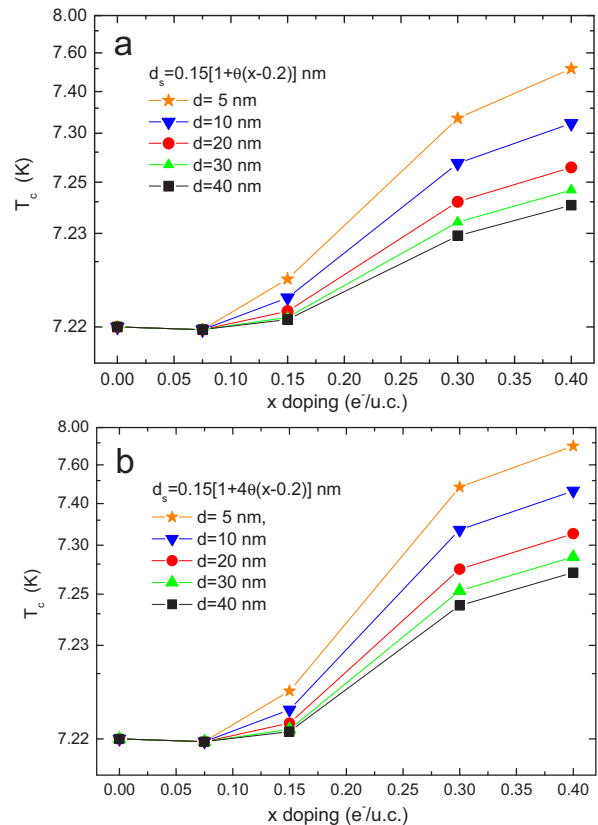 a
d_s=0.15[1+θ(x-0.2)] nm
d= 5 nm
d=10 nm
d=20 nm
d=30 nm
d=40 nm
8.00
7.60
7.40
7.30
7.25
7.23
7.22
T_c (K)
0.00 0.05 0.10 0.15 0.20 0.25 0.30 0.35 0.40
x doping (e⁻/u.c.)
b
d_s=0.15[1+4θ(x-0.2)] nm
d= 5 nm,
d=10 nm
d=20 nm
d=30 nm
d=40 nm
8.00
7.60
7.40
7.30
7.25
7.23
7.22
T_c (K)
0.00 0.05 0.10 0.15 0.20 0.25 0.30 0.35 0.40
x doping (e⁻/u.c.)